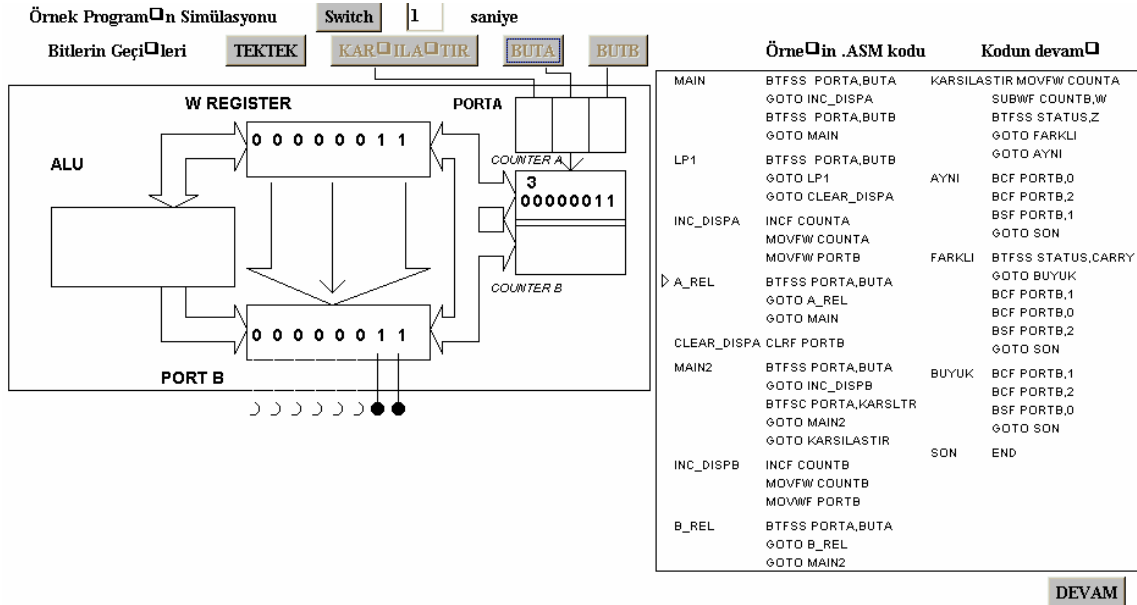 Örnek Program□n Simülasyonu Switch 1 saniye
Bitlerin Geçi□leri TEKTEK KAR□ILA□TIR BUTA BUTB
W REGISTER
PORTA
0 0 0 0 0 0 1 1
ALU
COUNTER A
3
00000011
COUNTER B
0 0 0 0 0 0 1 1
PORT B
Örne□in .ASM kodu Kodun devam□
MAIN BTFSS PORTA,BUTA
GOTO INC_DISPA
BTFSS PORTA,BUTB
GOTO MAIN
LP1 BTFSS PORTA,BUTB
GOTO LP1
GOTO CLEAR_DISPA
INC_DISPA INCF COUNTA
MOVFW COUNTA
MOVFW PORTB
A_REL BTFSS PORTA,BUTA
GOTO A_REL
GOTO MAIN
CLEAR_DISPA CLRF PORTB
MAIN2 BTFSS PORTA,BUTA
GOTO INC_DISPB
BTFSC PORTA,KARSLTR
GOTO MAIN2
GOTO KARSILASTIR
INC_DISPB INCF COUNTB
MOVFW COUNTB
MOVWF PORTB
B_REL BTFSS PORTA,BUTA
GOTO B_REL
GOTO MAIN2
KARSILASTIR MOVFW COUNTA
SUBWF COUNTB,W
BTFSS STATUS,Z
GOTO FARKLI
GOTO AYNI
AYNI BCF PORTB,0
BCF PORTB,2
BSF PORTB,1
GOTO SON
FARKLI BTFSS STATUS,CARRY
GOTO BUYUK
BCF PORTB,1
BCF PORTB,0
BSF PORTB,2
GOTO SON
BUYUK BCF PORTB,1
BCF PORTB,2
BSF PORTB,0
GOTO SON
SON END
DEVAM